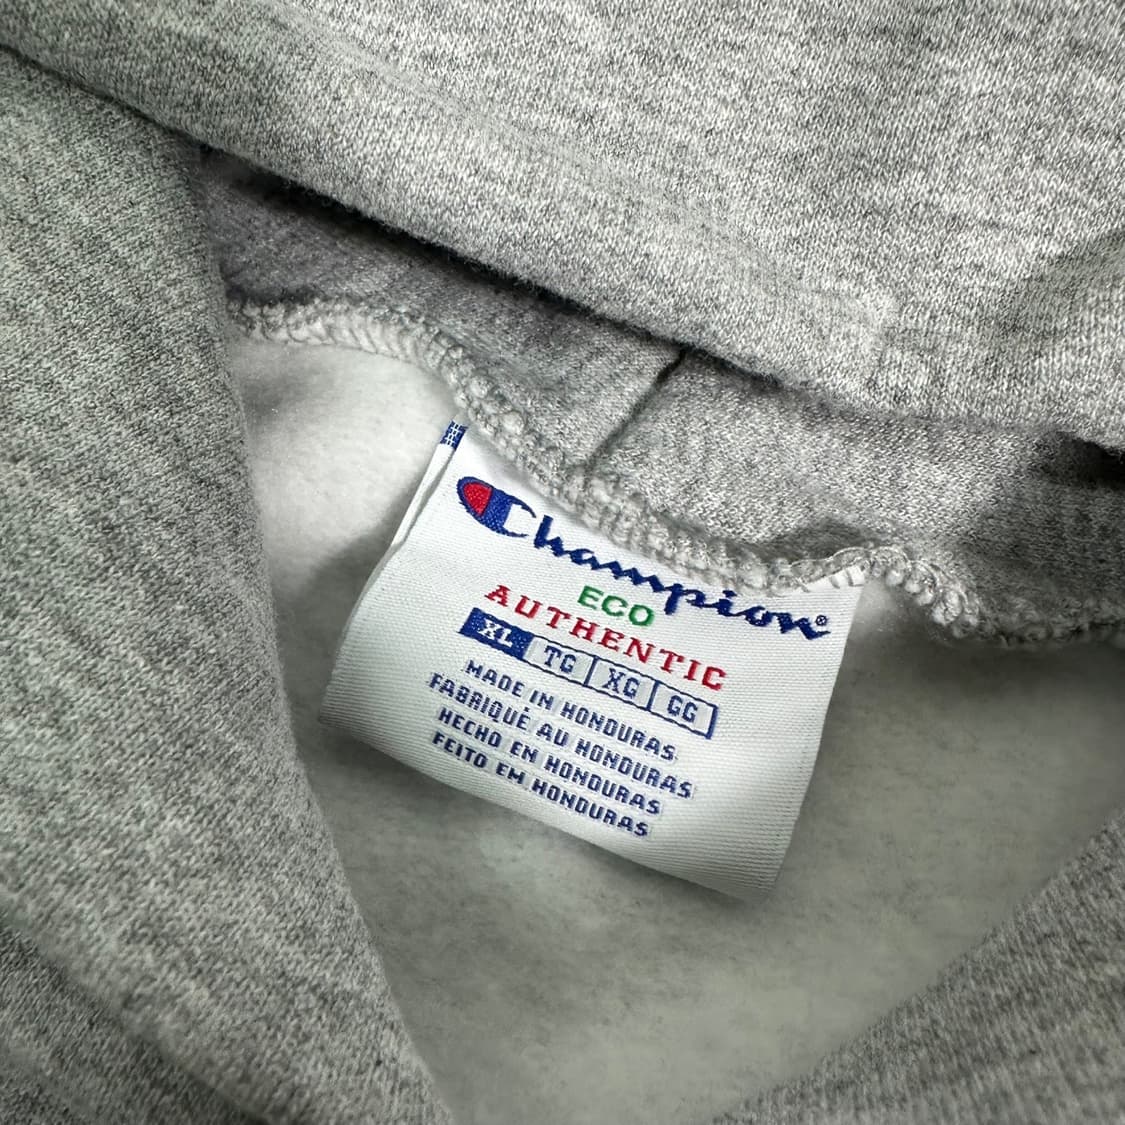 Champion®
ECO
AUTHENTIC
XL TG XG GG
MADE IN HONDURAS
FABRIQUÉ AU HONDURAS
HECHO EN HONDURAS
FEITO EM HONDURAS